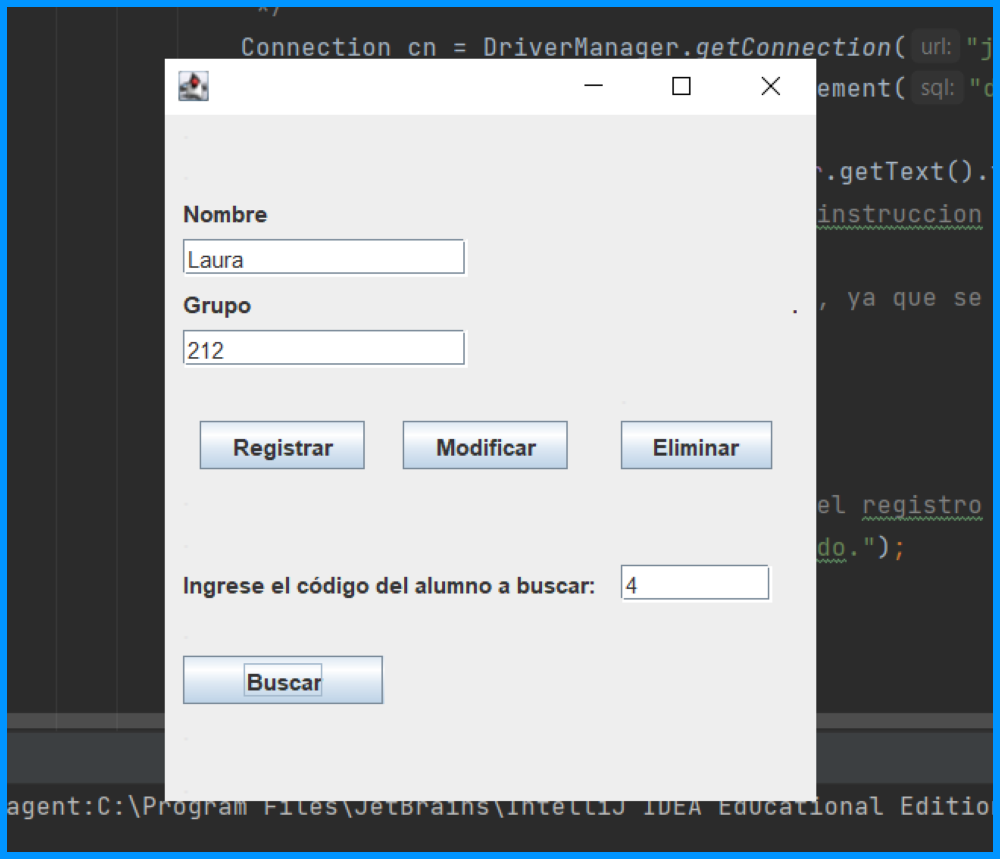 */
Connection cn = DriverManager.getConnection( url: "j
ement( sql: "d
.getText().
instruccion
Nombre
Laura
Grupo
, ya que se
212
Registrar Modificar Eliminar
el registro
do.");
Ingrese el código del alumno a buscar: 4
Buscar
agent:C:\Program Files\JetBrains\IntelliJ IDEA Educational Editio